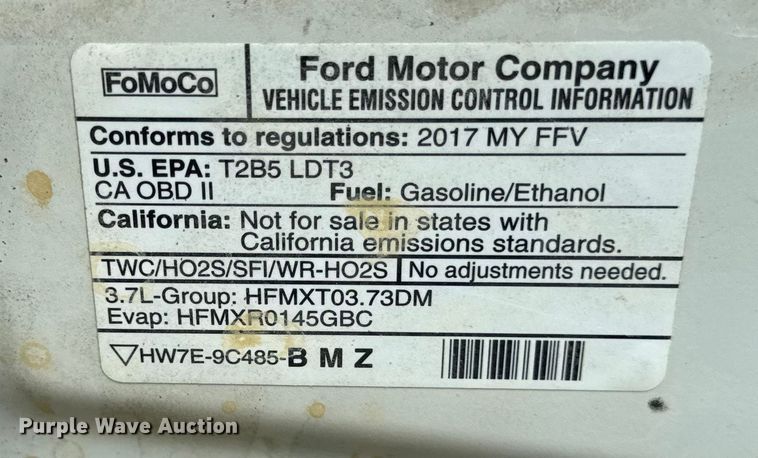 FoMoCo
Ford Motor Company
VEHICLE EMISSION CONTROL INFORMATION
Conforms to regulations: 2017 MY FFV
U.S. EPA: T2B5 LDT3
CA OBD II Fuel: Gasoline/Ethanol
California: Not for sale in states with
California emissions standards.
TWC/HO2S/SFI/WR-HO2S No adjustments needed.
3.7L-Group: HFMXT03.73DM
Evap: HFMXR0145GBC
HW7E-9C485-B M Z
Purple Wave Auction